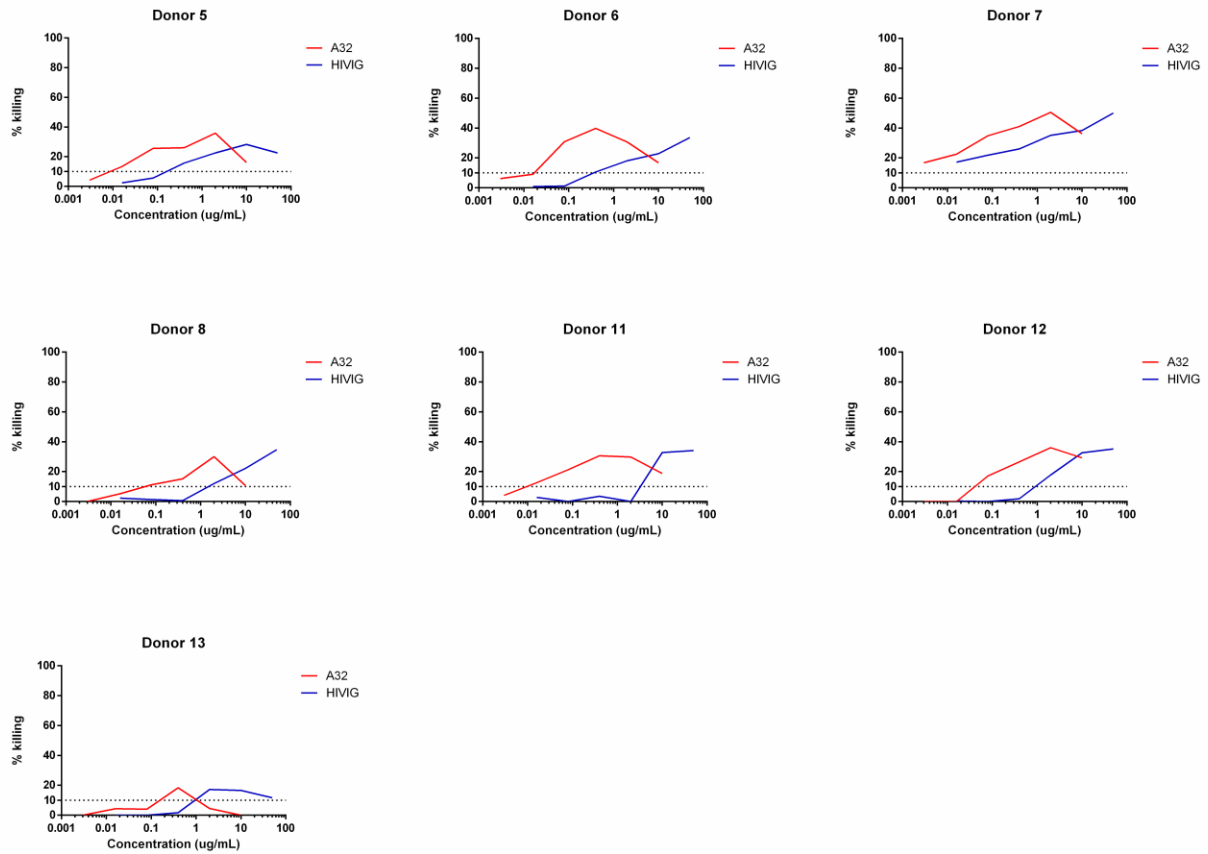 Donor 5
100
80
60
40
20
10
0
% killing
0.001 0.01 0.1 1 10 100
Concentration (ug/mL)
A32
HIVIG
Donor 6
100
80
60
40
20
10
0
% killing
0.001 0.01 0.1 1 10 100
Concentration (ug/mL)
A32
HIVIG
Donor 7
100
80
60
40
20
10
0
% killing
0.001 0.01 0.1 1 10 100
Concentration (ug/mL)
A32
HIVIG
Donor 8
100
80
60
40
20
10
0
% killing
0.001 0.01 0.1 1 10 100
Concentration (ug/mL)
A32
HIVIG
Donor 11
100
80
60
40
20
10
0
% killing
0.001 0.01 0.1 1 10 100
Concentration (ug/mL)
A32
HIVIG
Donor 12
100
80
60
40
20
10
0
% killing
0.001 0.01 0.1 1 10 100
Concentration (ug/mL)
A32
HIVIG
Donor 13
100
80
60
40
20
10
0
% killing
0.001 0.01 0.1 1 10 100
Concentration (ug/mL)
A32
HIVIG